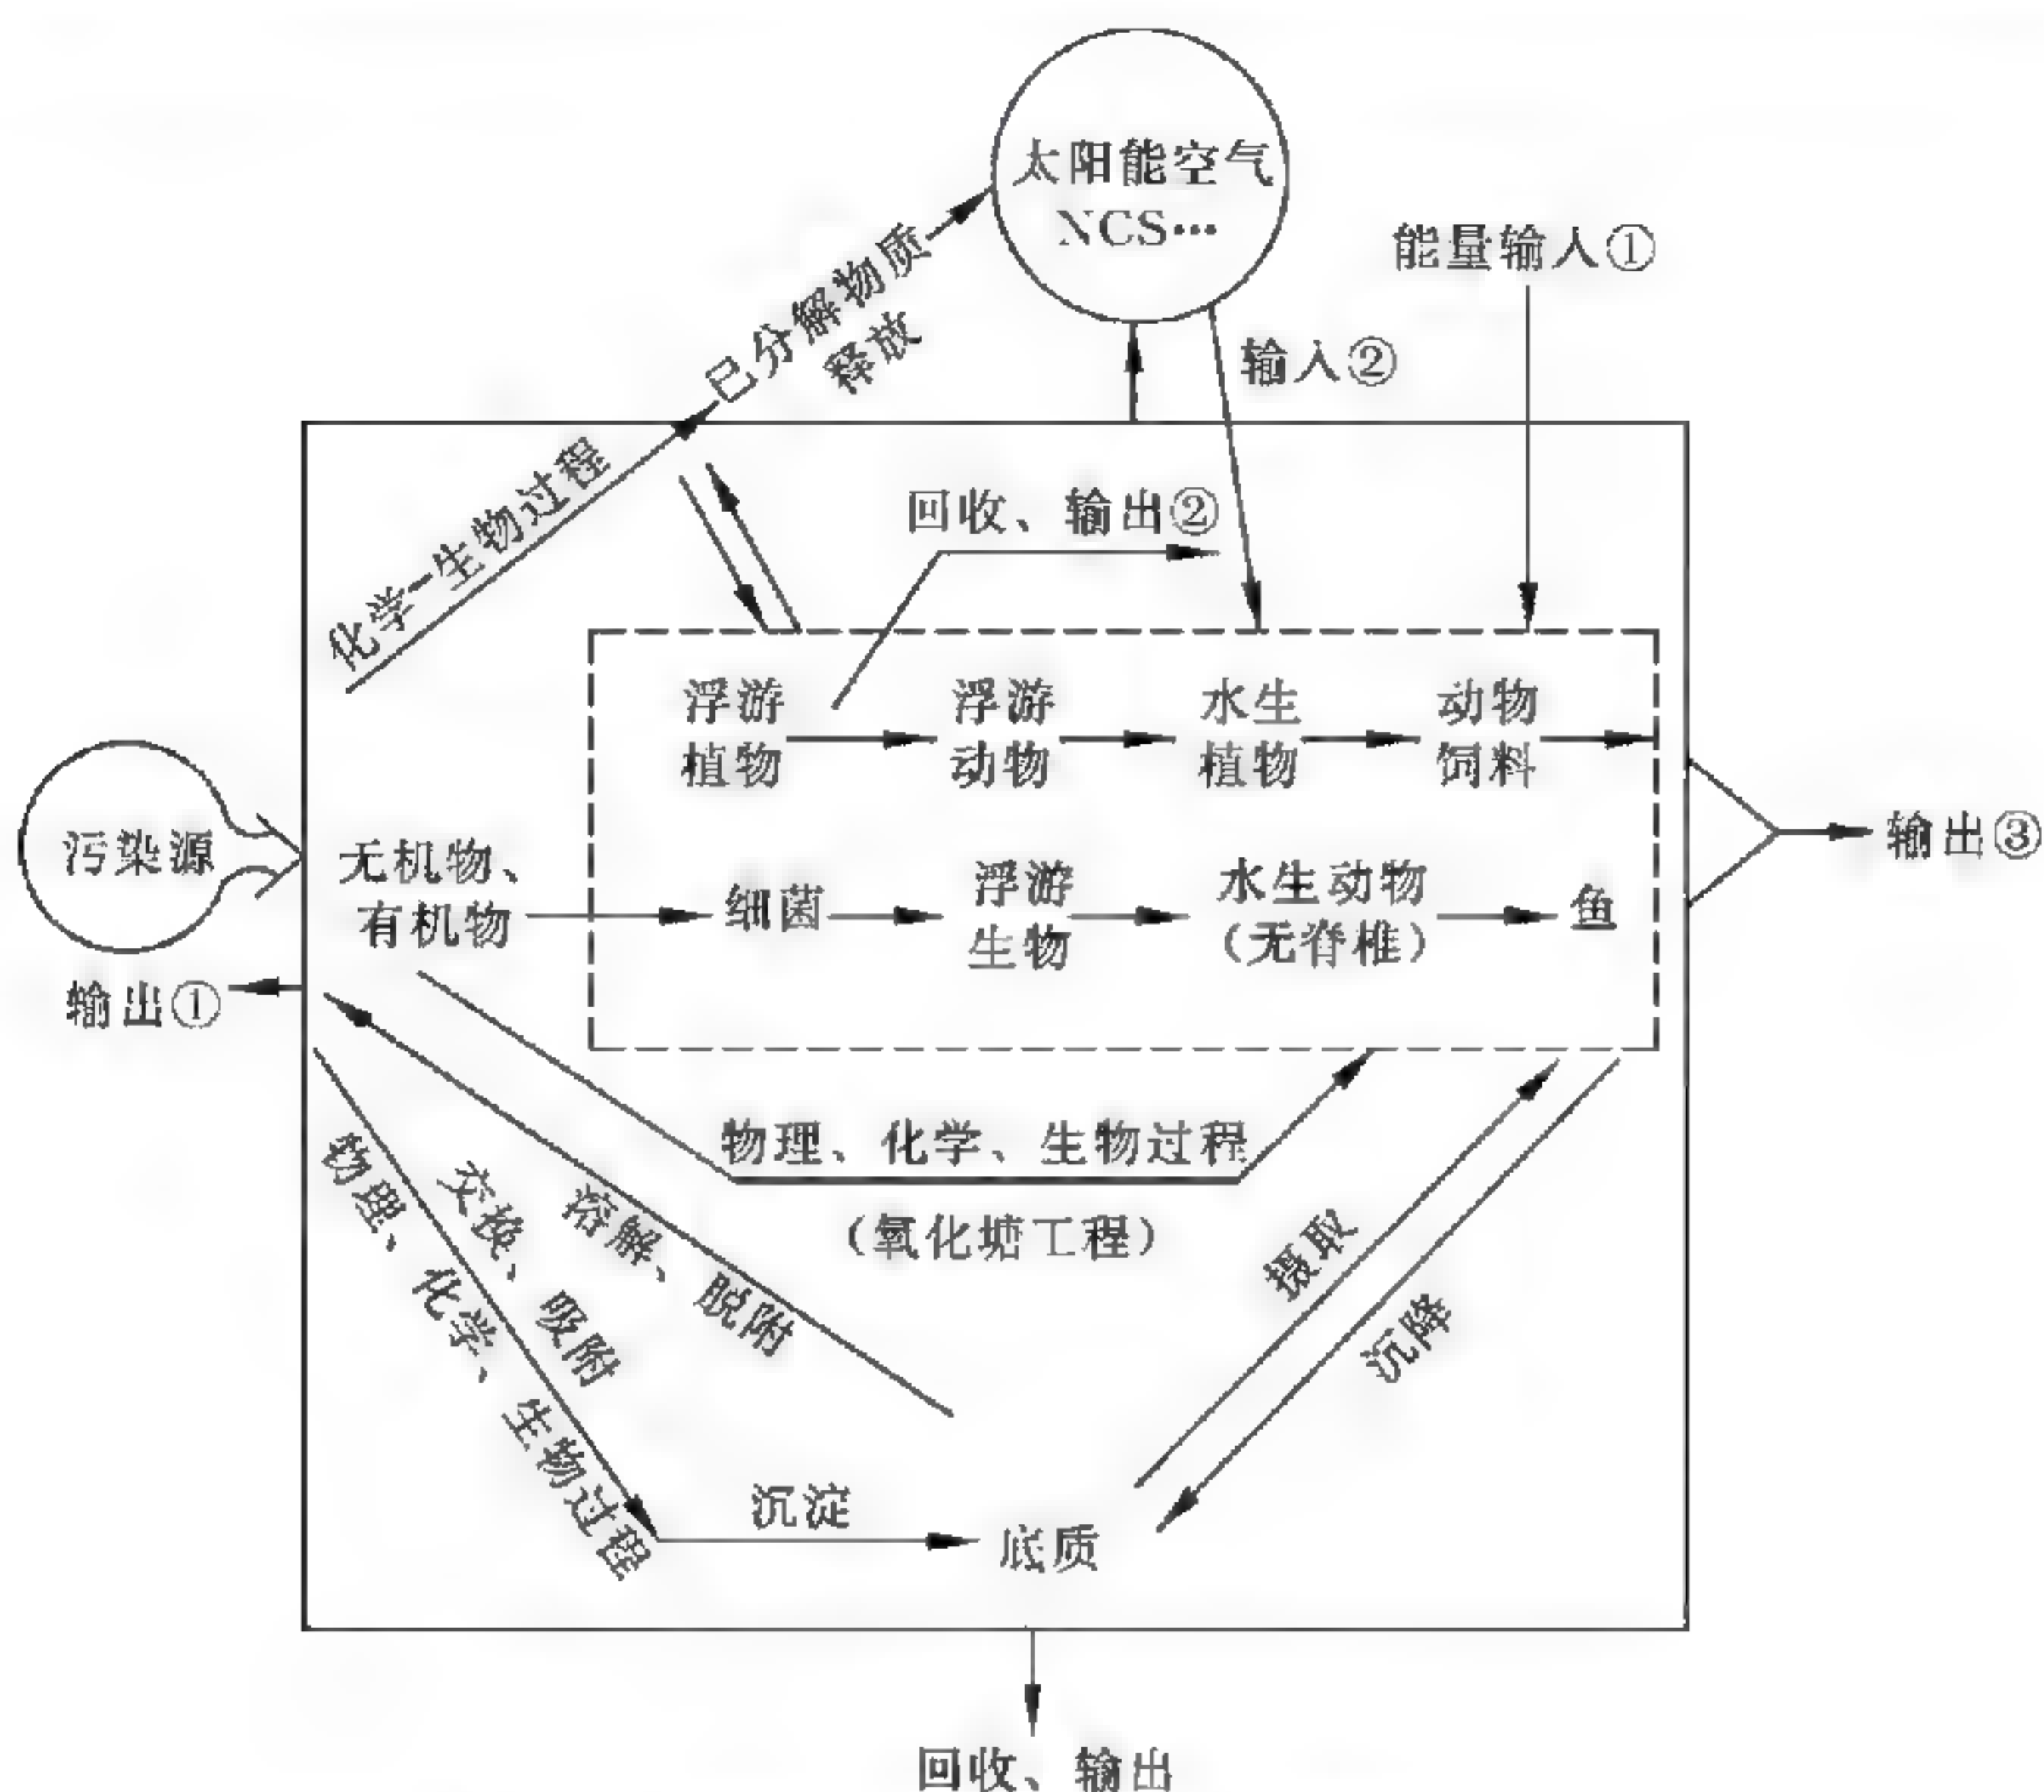 太阳能空气
NCS…
能量输入①
已分解物质
释放
输入②
化学-生物过程
回收、输出②
浮游
植物
浮游
动物
水生
植物
动物
饲料
污染源
无机物、
有机物
细菌
浮游
生物
水生动物
（无脊椎）
鱼
输出③
输出①
物理、化学、生物过程
（氧化塘工程）
物理、化学、生物过程
交换、吸附
溶解、脱附
摄取
沉降
沉淀
底质
回收、输出